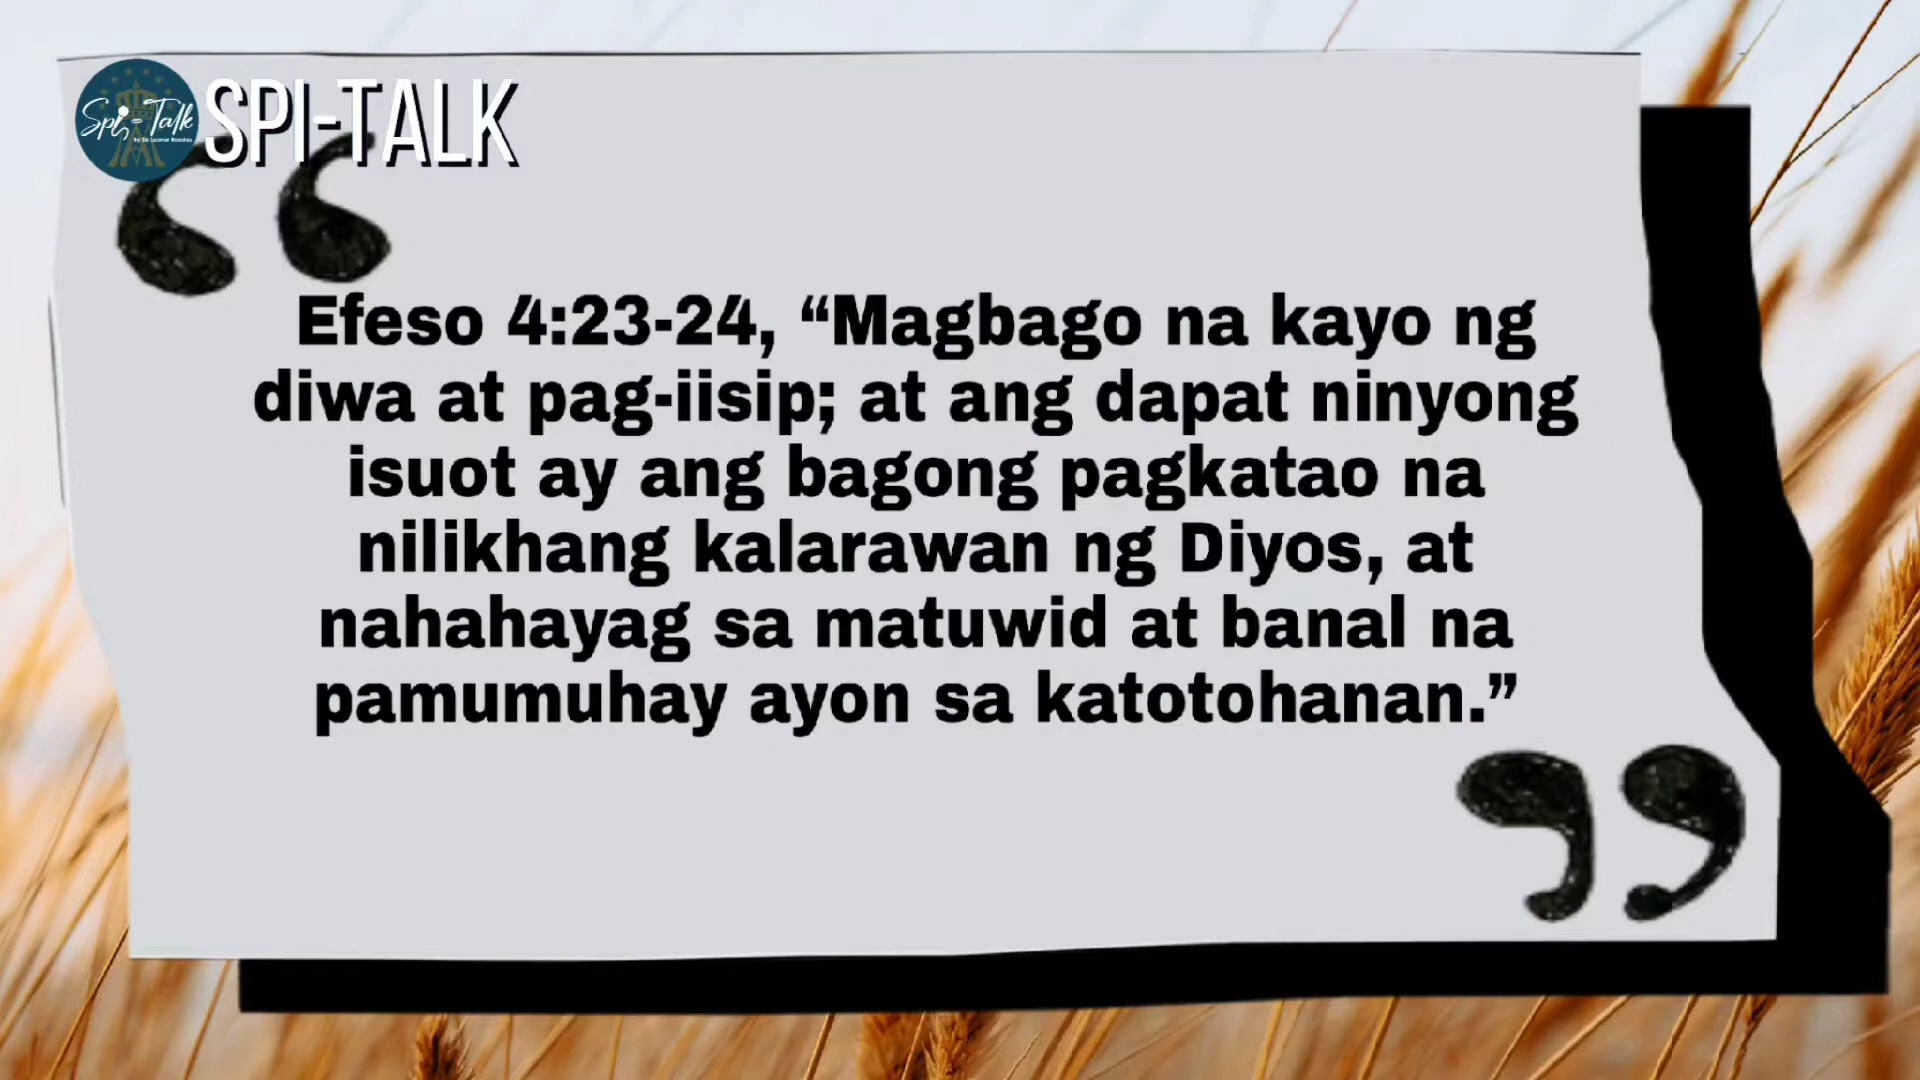 Spi-Talk
SPI-TALK
Efeso 4:23-24, “Magbago na kayo ng
diwa at pag-iisip; at ang dapat ninyong
isuot ay ang bagong pagkatao na
nilikhang kalarawan ng Diyos, at
nahahayag sa matuwid at banal na
pamumuhay ayon sa katotohanan.”